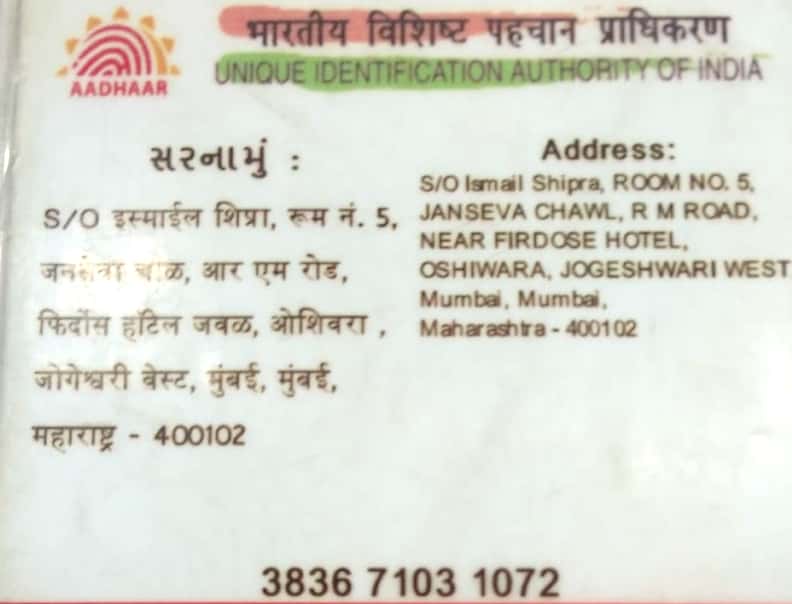 भारतीय विशिष्ट पहचान प्राधिकरण
UNIQUE IDENTIFICATION AUTHORITY OF INDIA
AADHAAR
સરનામું :
S/O इस्माईल शिप्रा, रूम नं. 5,
जनसेवा चाळ, आर एम रोड,
फिर्दोस हॉटेल जवळ, ओशिवरा ,
जोगेश्वरी वेस्ट, मुंबई, मुंबई,
महाराष्ट्र - 400102
Address:
S/O Ismail Shipra, ROOM NO. 5,
JANSEVA CHAWL, R M ROAD,
NEAR FIRDOSE HOTEL,
OSHIWARA, JOGESHWARI WEST
Mumbai, Mumbai,
Maharashtra - 400102
3836 7103 1072